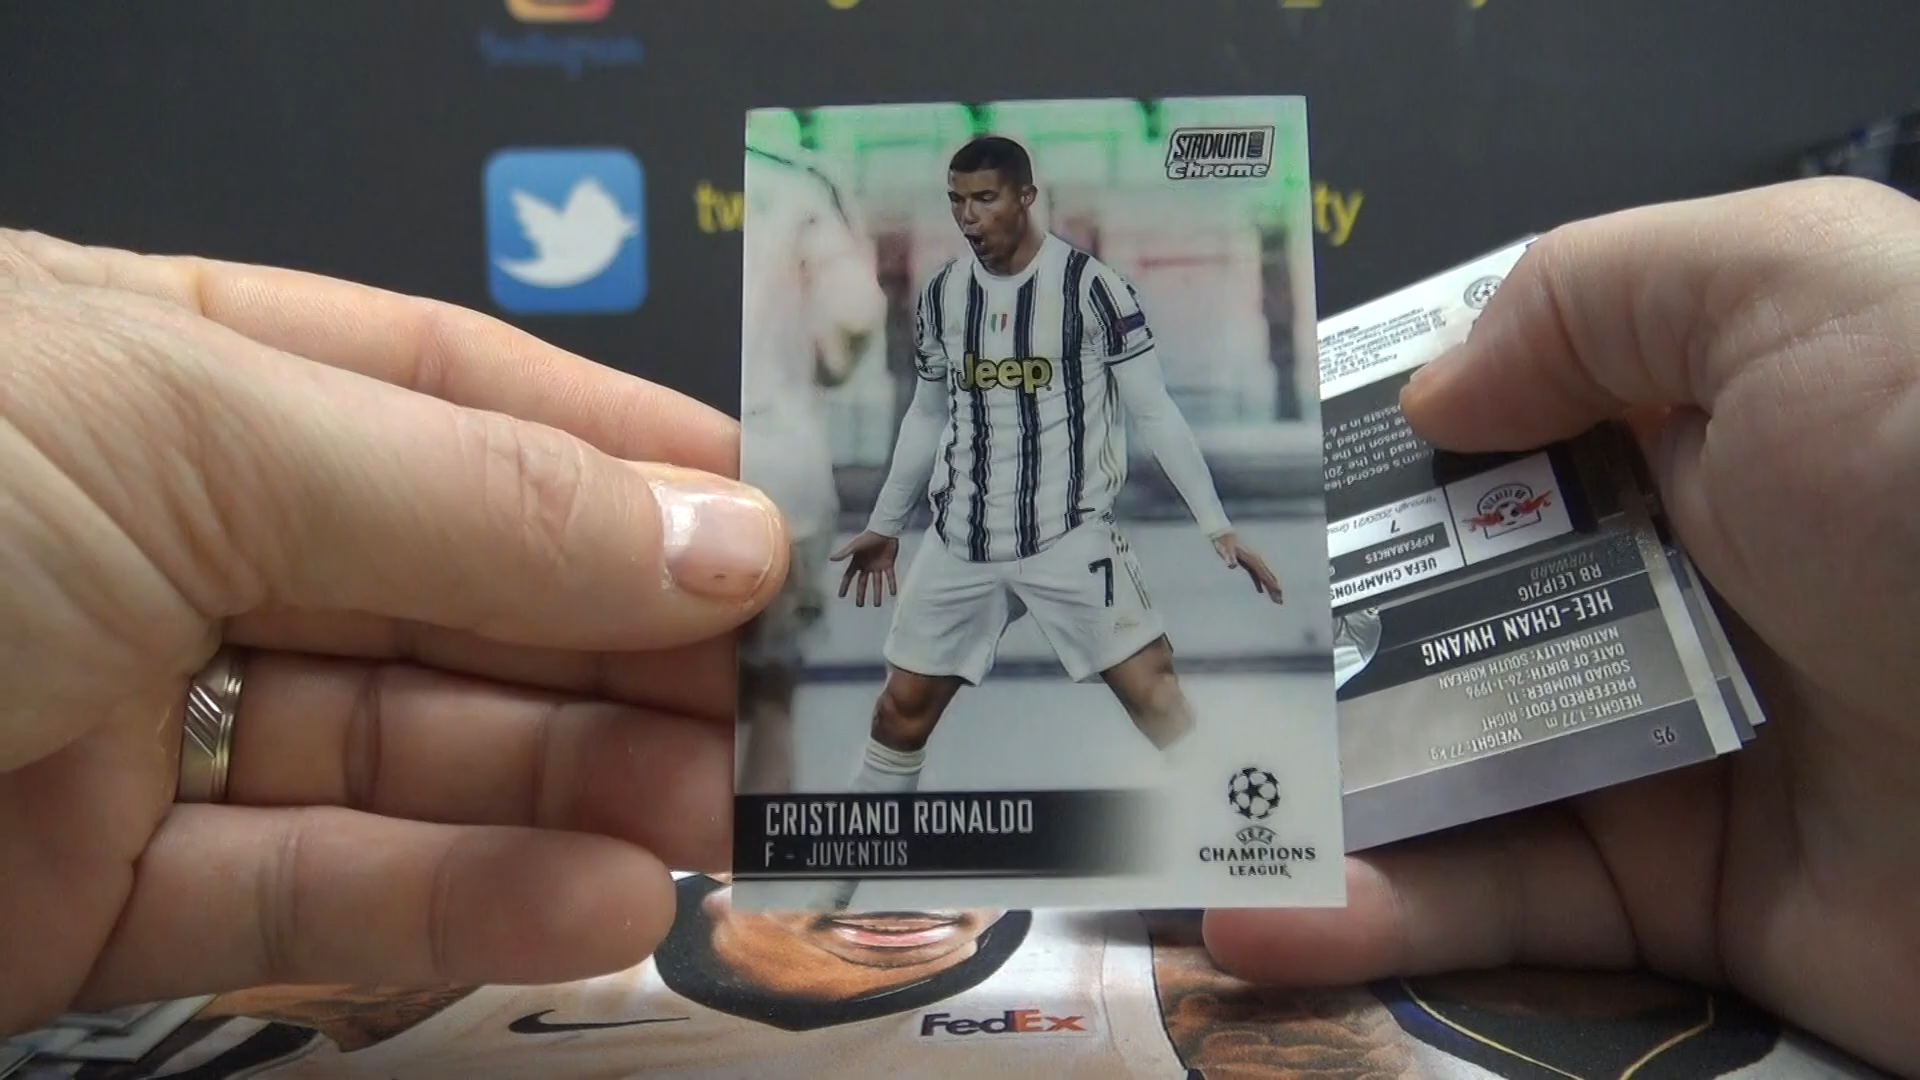 Instagram
tw
ty
STADIUM CLUB
Chrome
Jeep
7
CRISTIANO RONALDO
F - JUVENTUS
UEFA
CHAMPIONS
LEAGUE
95
HEIGHT: 1.77 m
WEIGHT: 77 kg
PREFERRED FOOT: RIGHT
SQUAD NUMBER: 11
DATE OF BIRTH: 26-1-1996
NATIONALITY: SOUTH KOREAN
HEE-CHAN HWANG
RB LEIPZIG
FORWARD
UEFA CHAMPIONS
APPEARANCES
7
FedEx